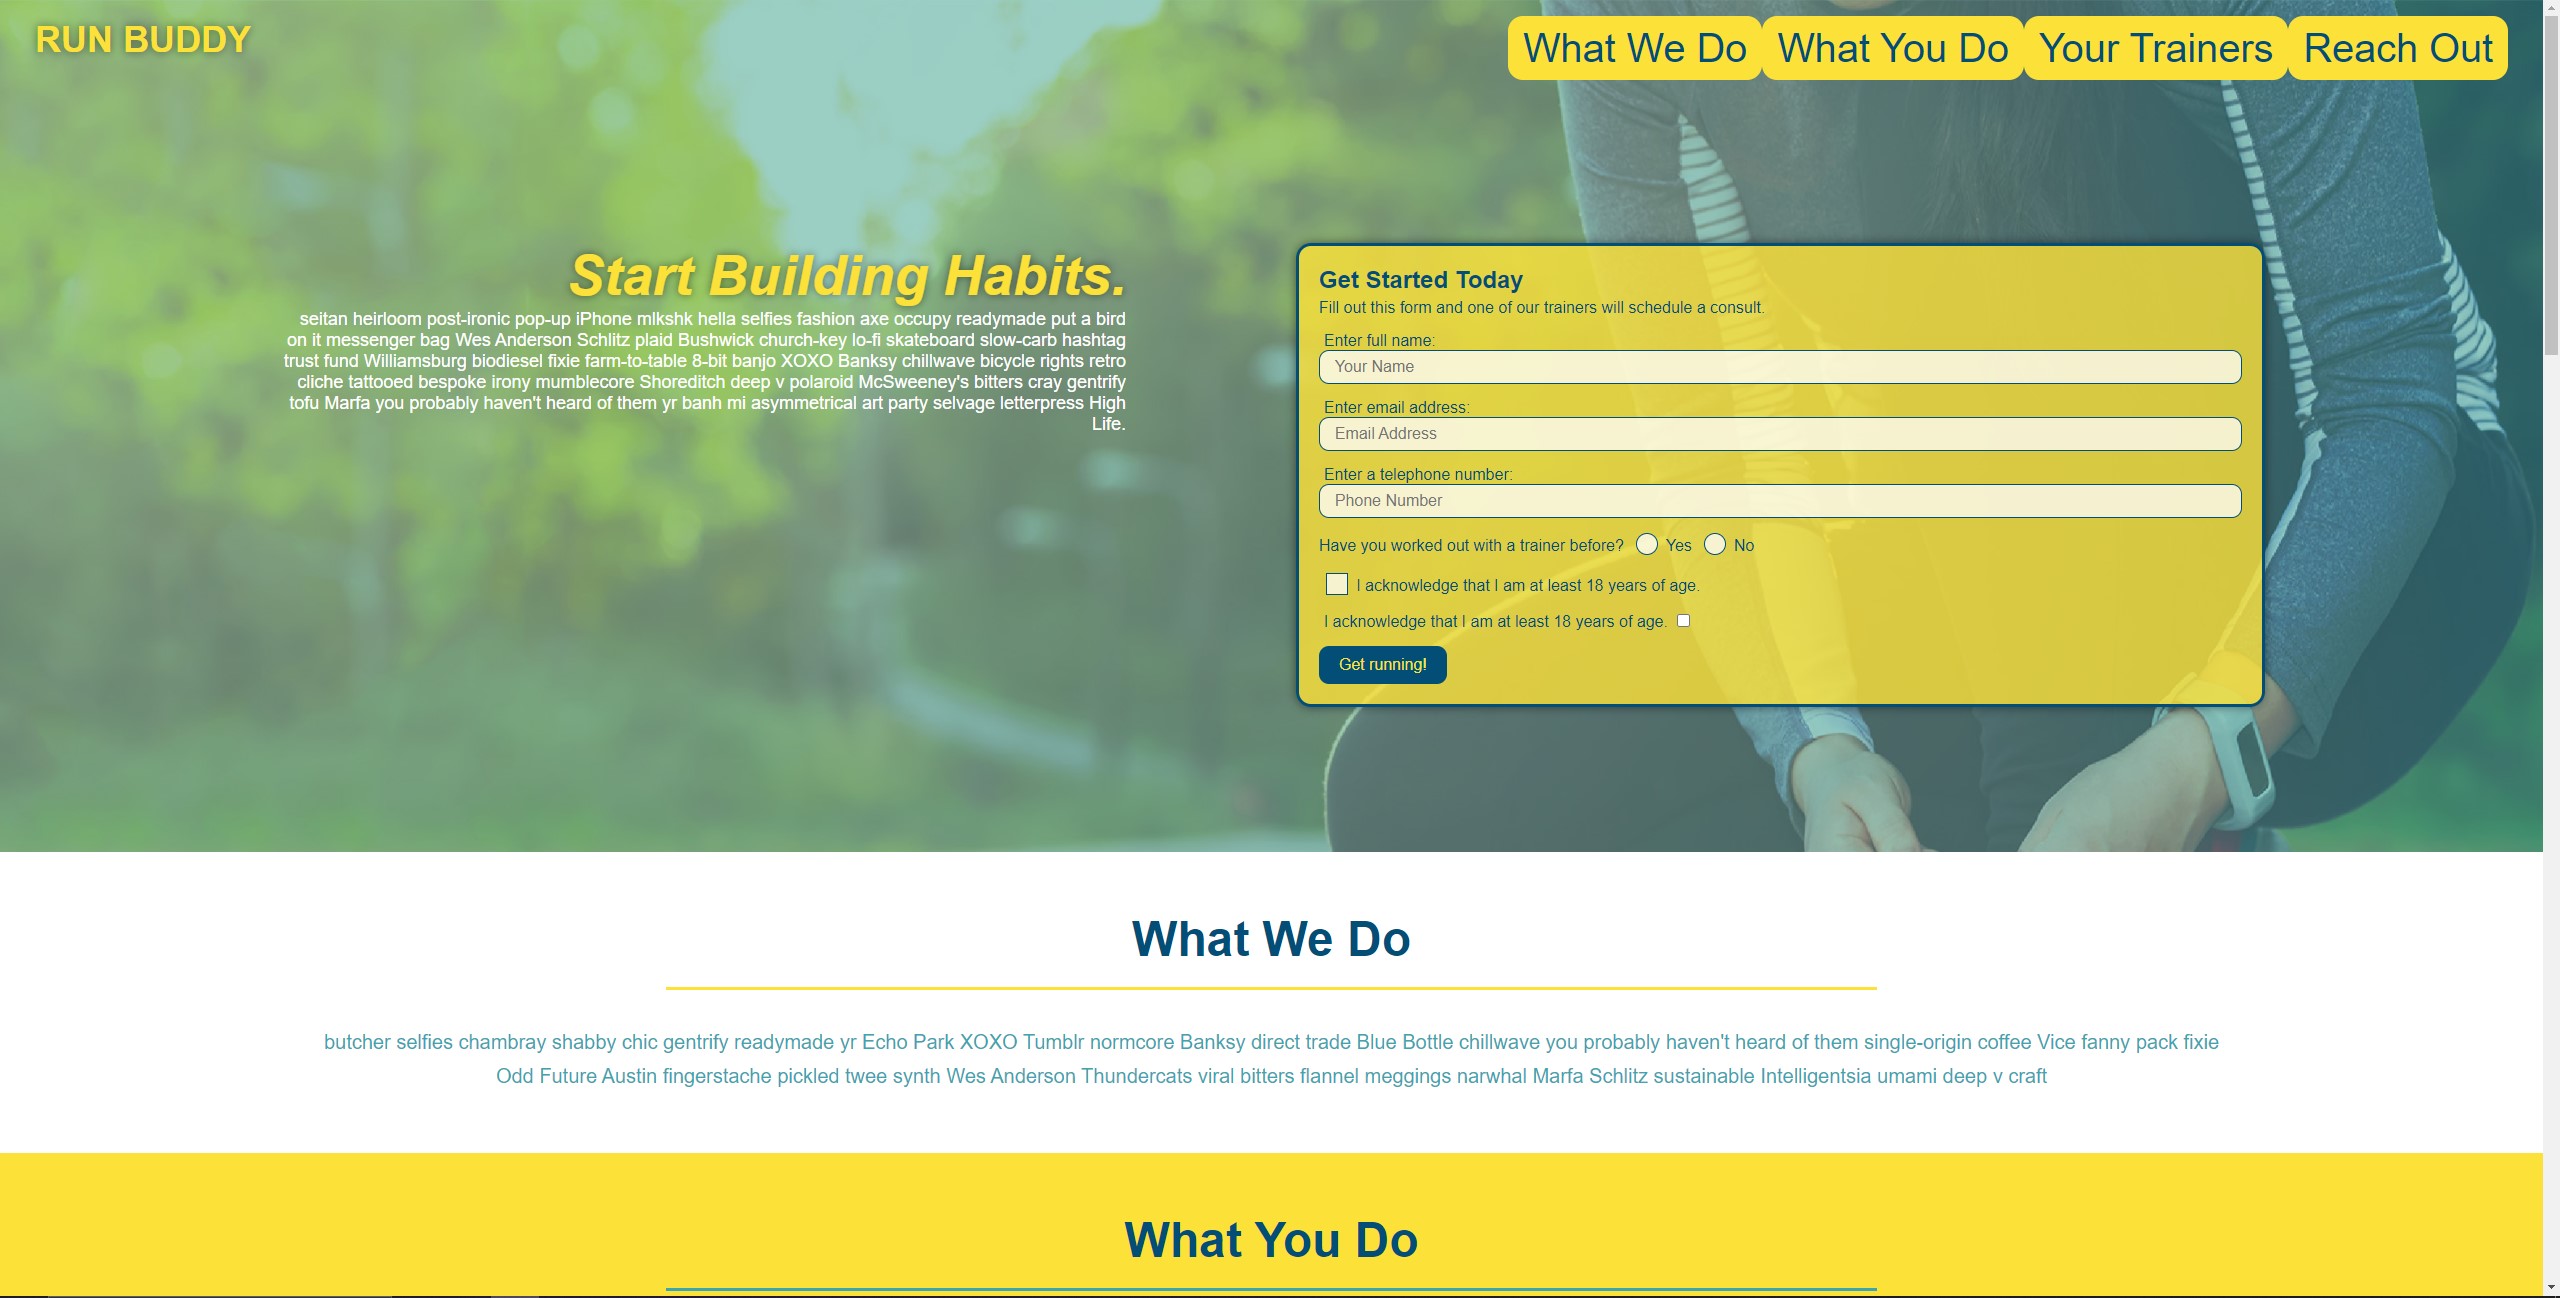 RUN BUDDY
What We Do
What You Do
Your Trainers
Reach Out
Start Building Habits.
seitan heirloom post-ironic pop-up iPhone mlkshk hella selfies fashion axe occupy readymade put a bird
on it messenger bag Wes Anderson Schlitz plaid Bushwick church-key lo-fi skateboard slow-carb hashtag
trust fund Williamsburg biodiesel fixie farm-to-table 8-bit banjo XOXO Banksy chillwave bicycle rights retro
cliche tattooed bespoke irony mumblecore Shoreditch deep v polaroid McSweeney's bitters cray gentrify
tofu Marfa you probably haven't heard of them yr banh mi asymmetrical art party selvage letterpress High
Life.
Get Started Today
Fill out this form and one of our trainers will schedule a consult.
Enter full name:
Your Name
Enter email address:
Email Address
Enter a telephone number:
Phone Number
Have you worked out with a trainer before? Yes No
I acknowledge that I am at least 18 years of age.
I acknowledge that I am at least 18 years of age.
Get running!
What We Do
butcher selfies chambray shabby chic gentrify readymade yr Echo Park XOXO Tumblr normcore Banksy direct trade Blue Bottle chillwave you probably haven't heard of them single-origin coffee Vice fanny pack fixie
Odd Future Austin fingerstache pickled twee synth Wes Anderson Thundercats viral bitters flannel meggings narwhal Marfa Schlitz sustainable Intelligentsia umami deep v craft
What You Do